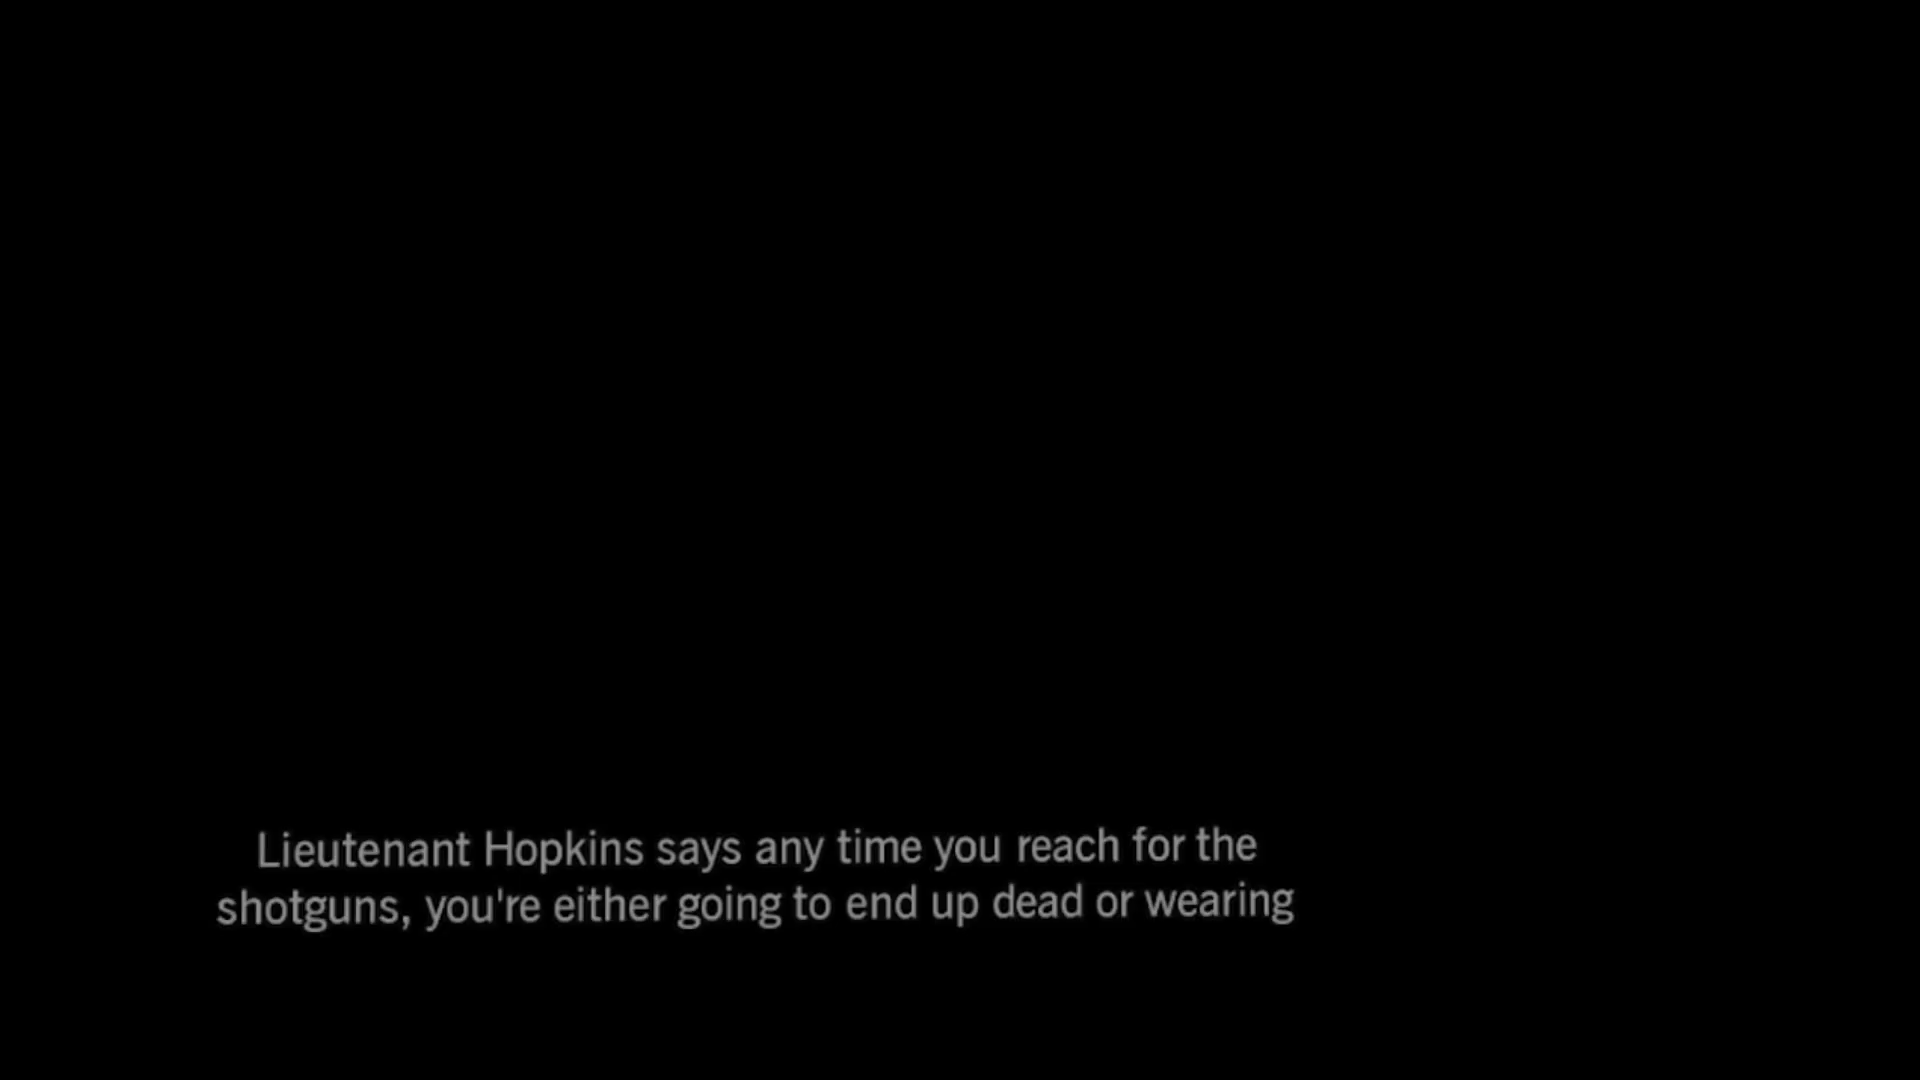 Lieutenant Hopkins says any time you reach for the
shotguns, you're either going to end up dead or wearing